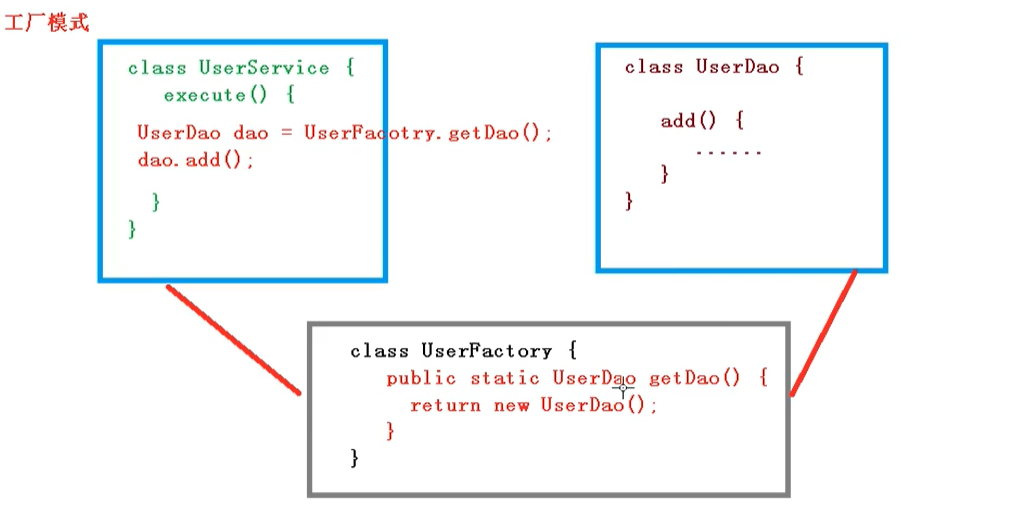 工厂模式
class UserService {
execute() {
UserDao dao = UserFacotry.getDao();
dao.add();
}
}
class UserDao {
add() {
......
}
}
class UserFactory {
public static UserDao getDao() {
return new UserDao();
}
}